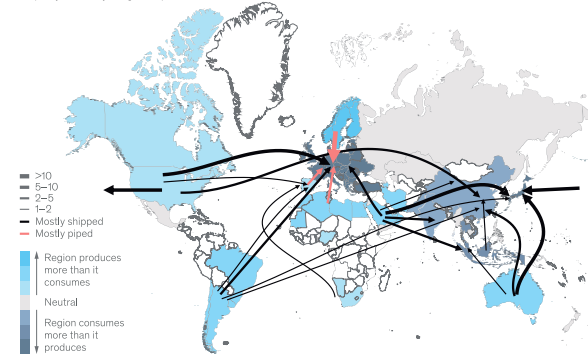 >10
5–10
2–5
1–2
Mostly shipped
Mostly piped
Region produces
more than it
consumes
Neutral
Region consumes
more than it
produces